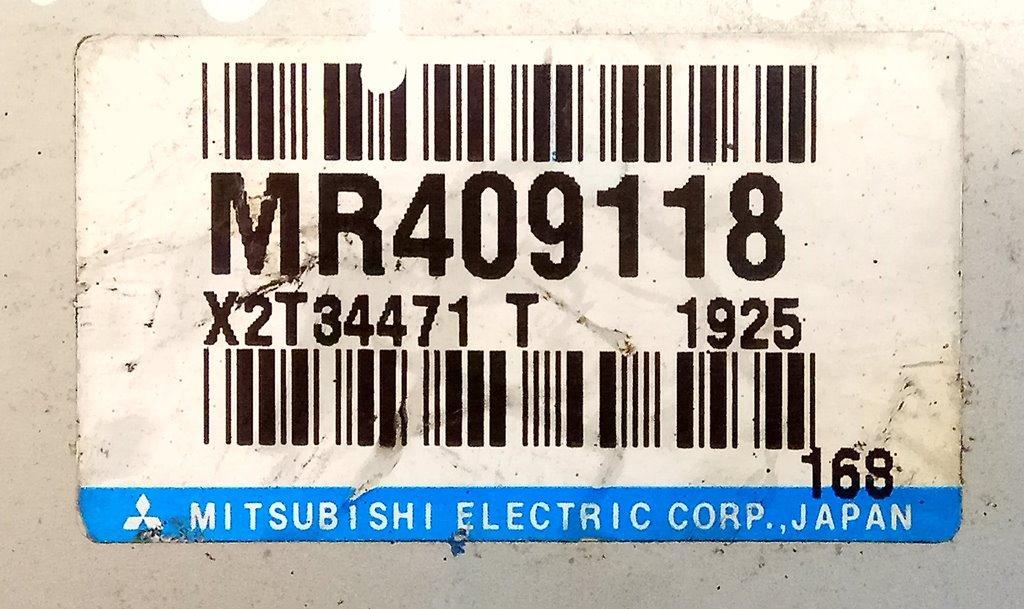 MR409118
X2T34471 T 1925
168
MITSUBISHI ELECTRIC CORP.,JAPAN